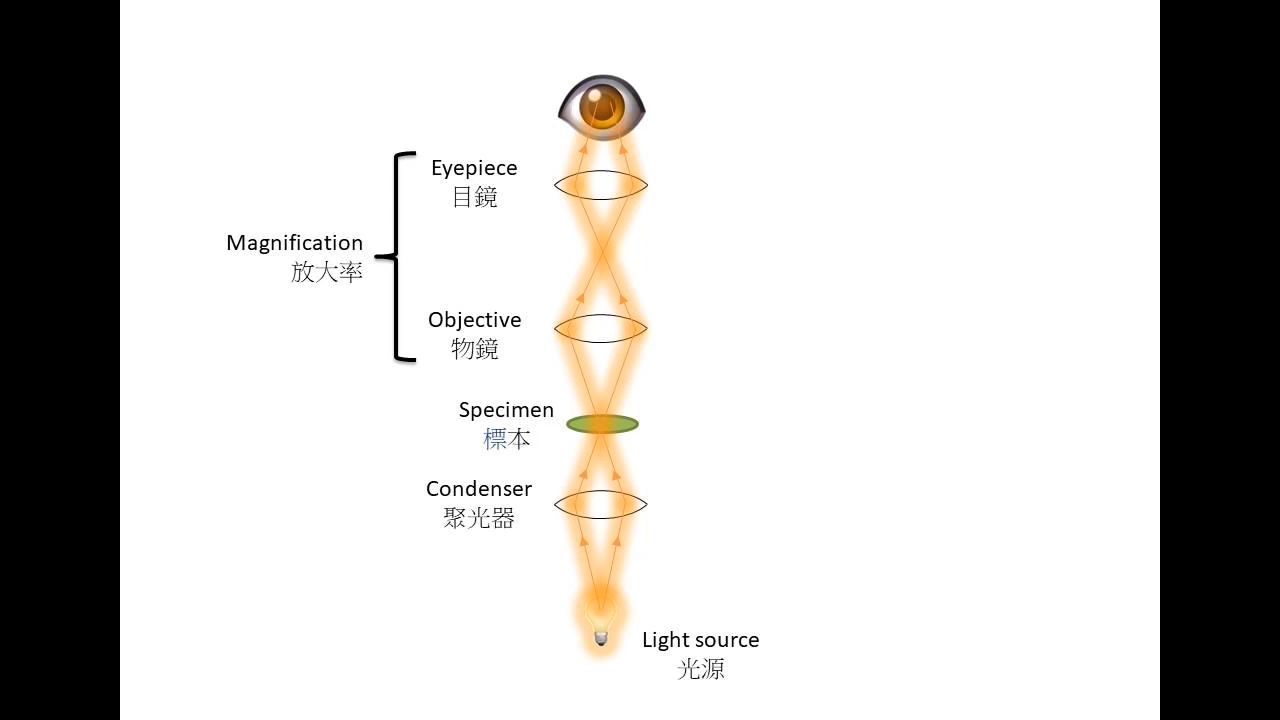 Eyepiece
目鏡
Magnification
放大率
Objective
物鏡
Specimen
標本
Condenser
聚光器
Light source
光源